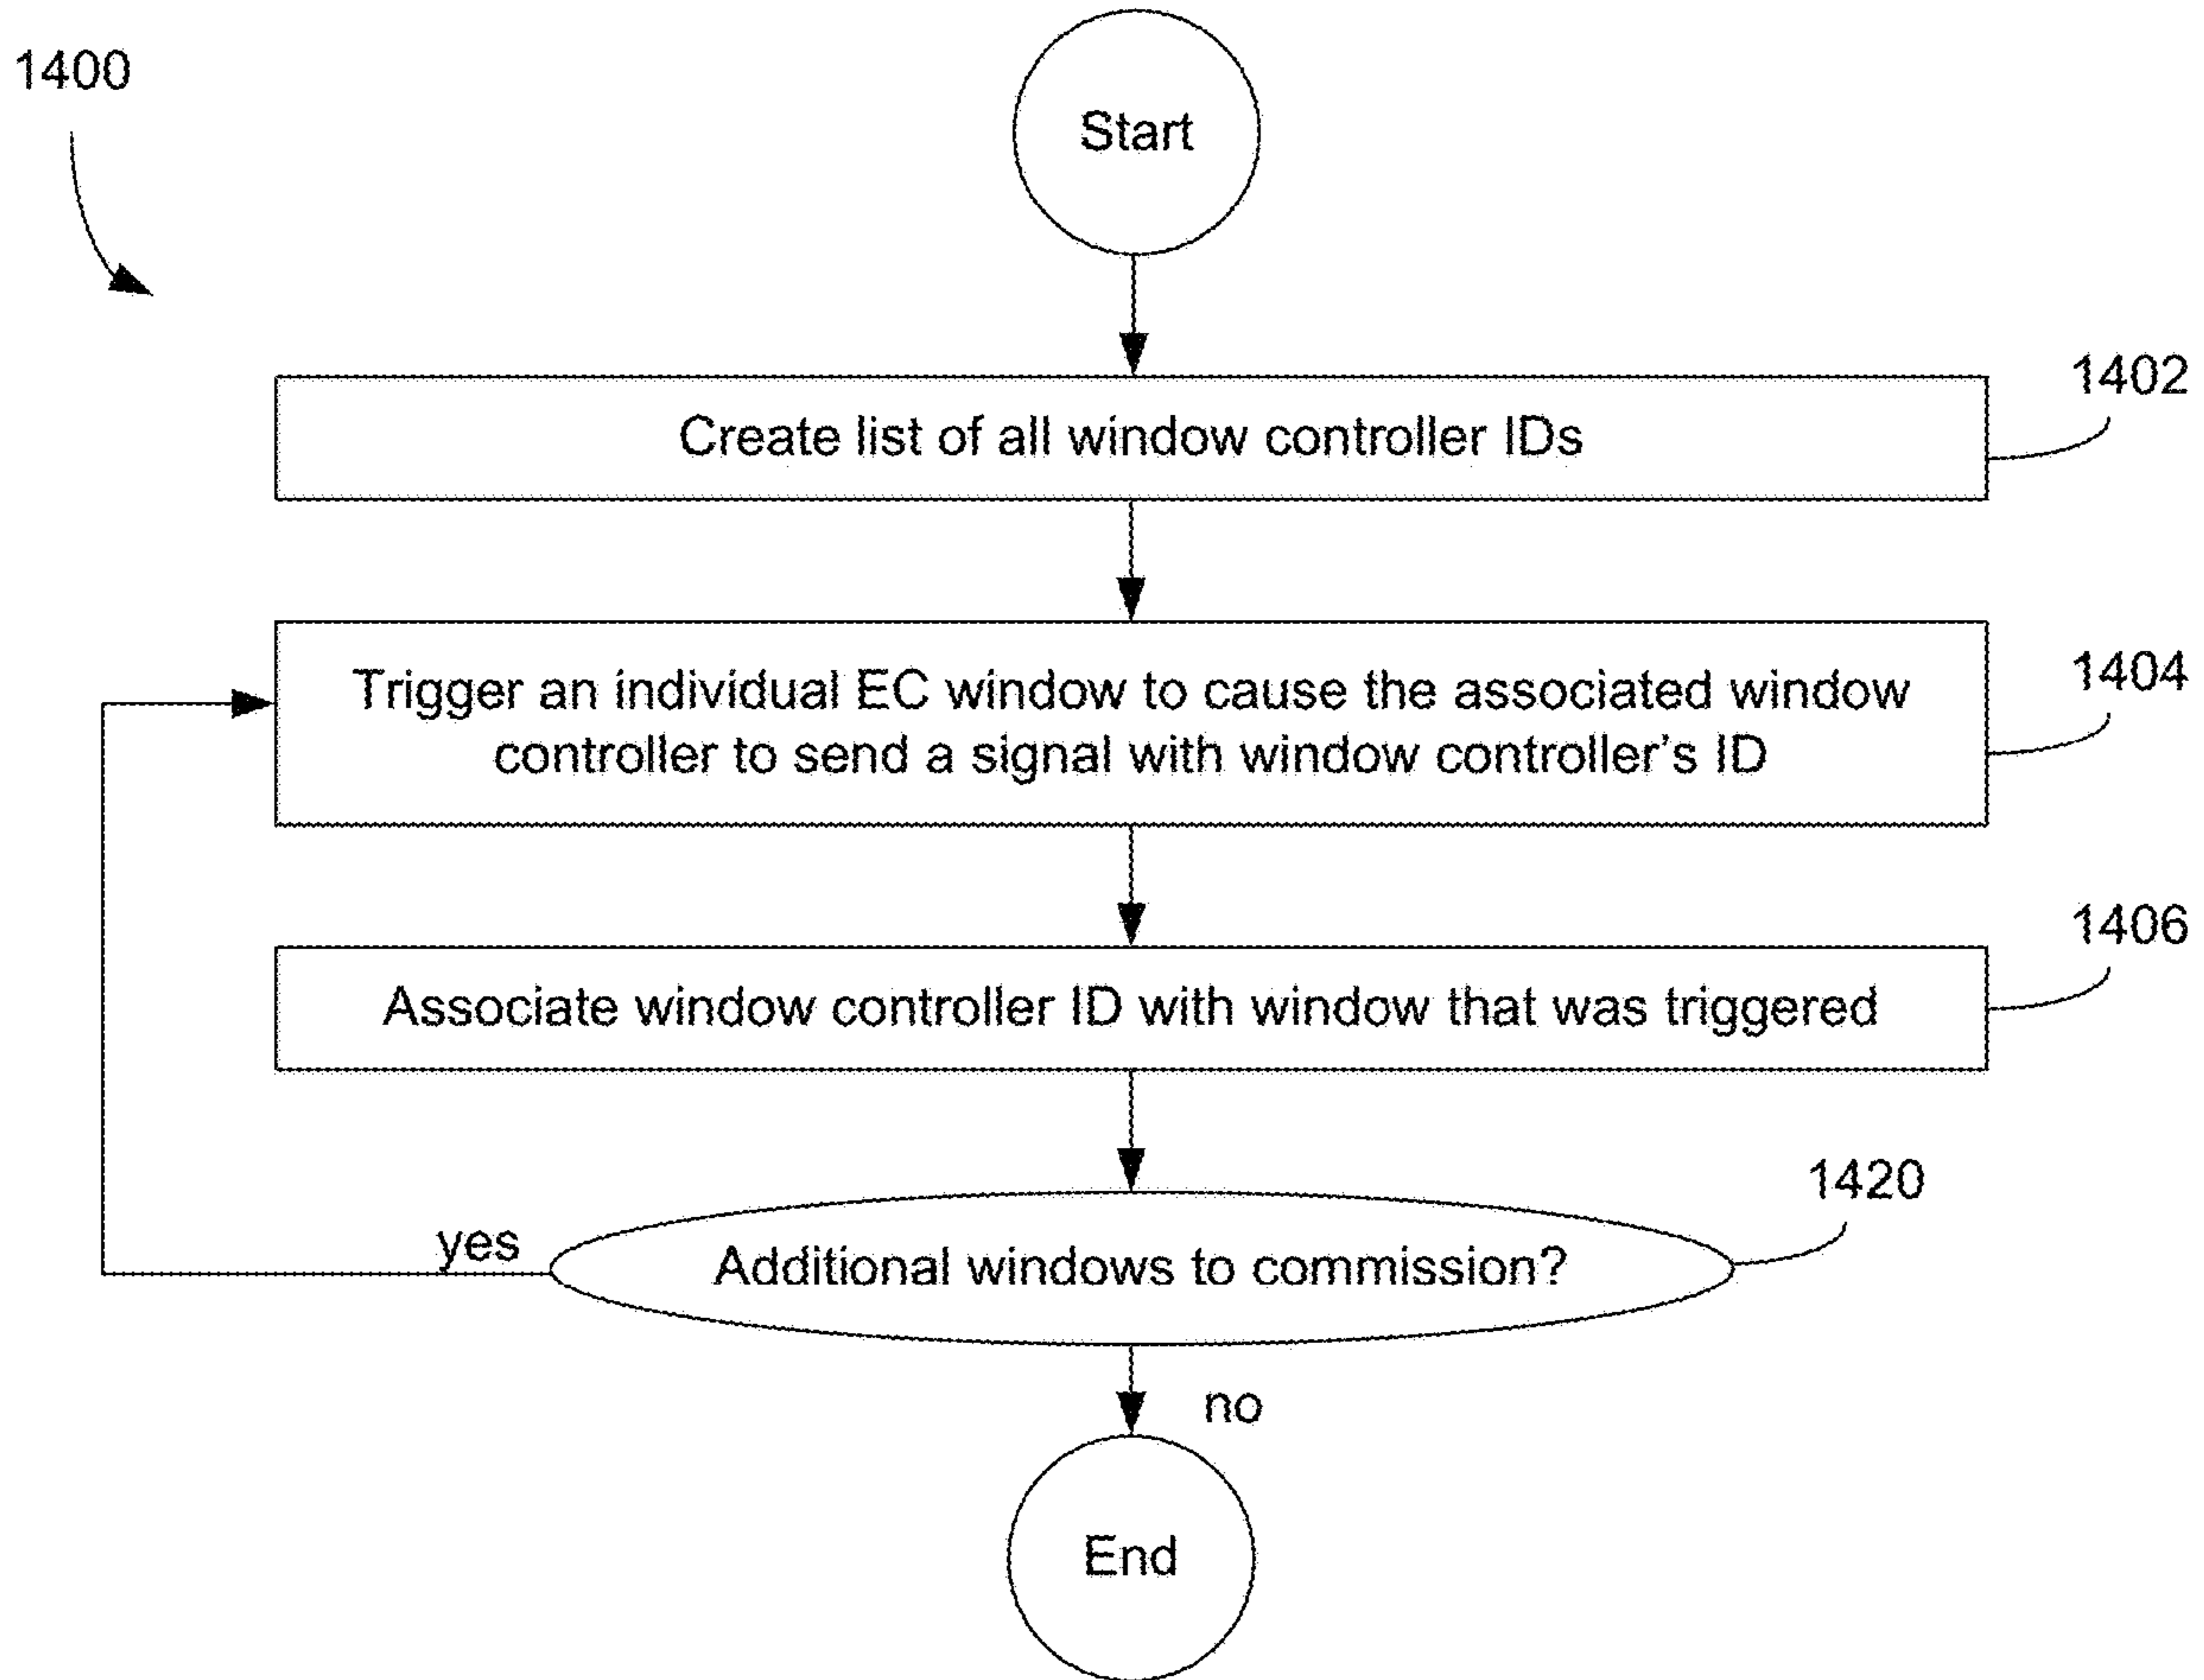 1400
Start
1402
Create list of all window controller IDs
1404
Trigger an individual EC window to cause the associated window
controller to send a signal with window controller's ID
1406
Associate window controller ID with window that was triggered
1420
yes
Additional windows to commission?
no
End